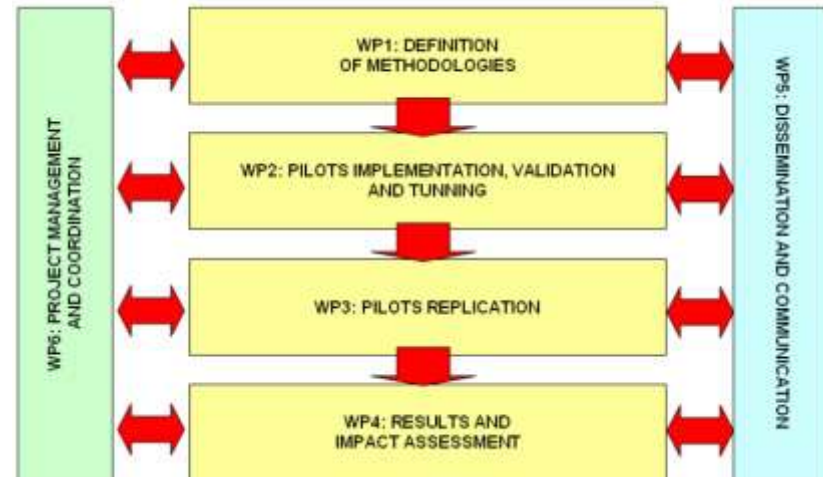 WP6: PROJECT MANAGEMENT
AND COORDINATION
WP1: DEFINITION
OF METHODOLOGIES
WP2: PILOTS IMPLEMENTATION, VALIDATION
AND TUNNING
WP3: PILOTS REPLICATION
WP4: RESULTS AND
IMPACT ASSESSMENT
WP5: DISSEMINATION AND COMMUNICATION